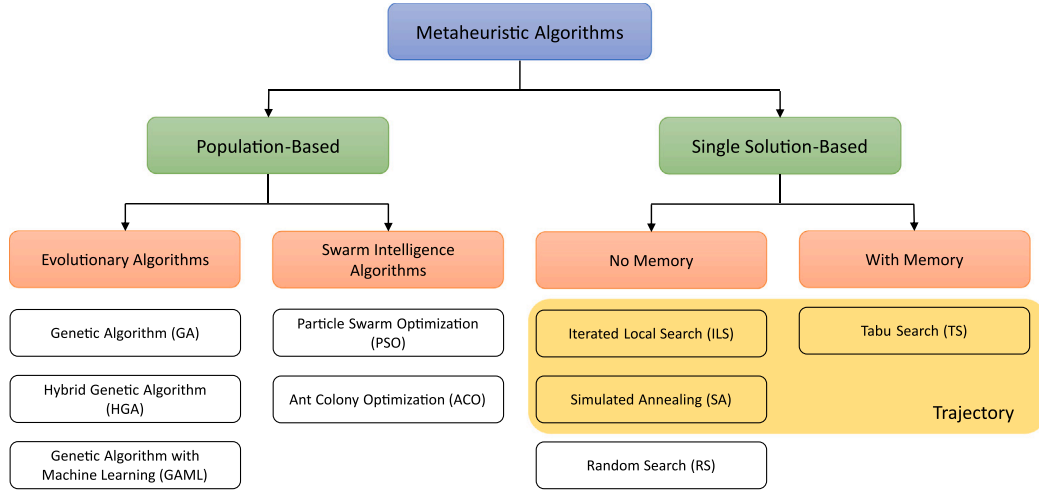 Metaheuristic Algorithms
Population-Based
Single Solution-Based
Evolutionary Algorithms
Swarm Intelligence
Algorithms
No Memory
With Memory
Genetic Algorithm (GA)
Particle Swarm Optimization
(PSO)
Iterated Local Search (ILS)
Tabu Search (TS)
Hybrid Genetic Algorithm
(HGA)
Ant Colony Optimization (ACO)
Simulated Annealing (SA)
Trajectory
Genetic Algorithm with
Machine Learning (GAML)
Random Search (RS)